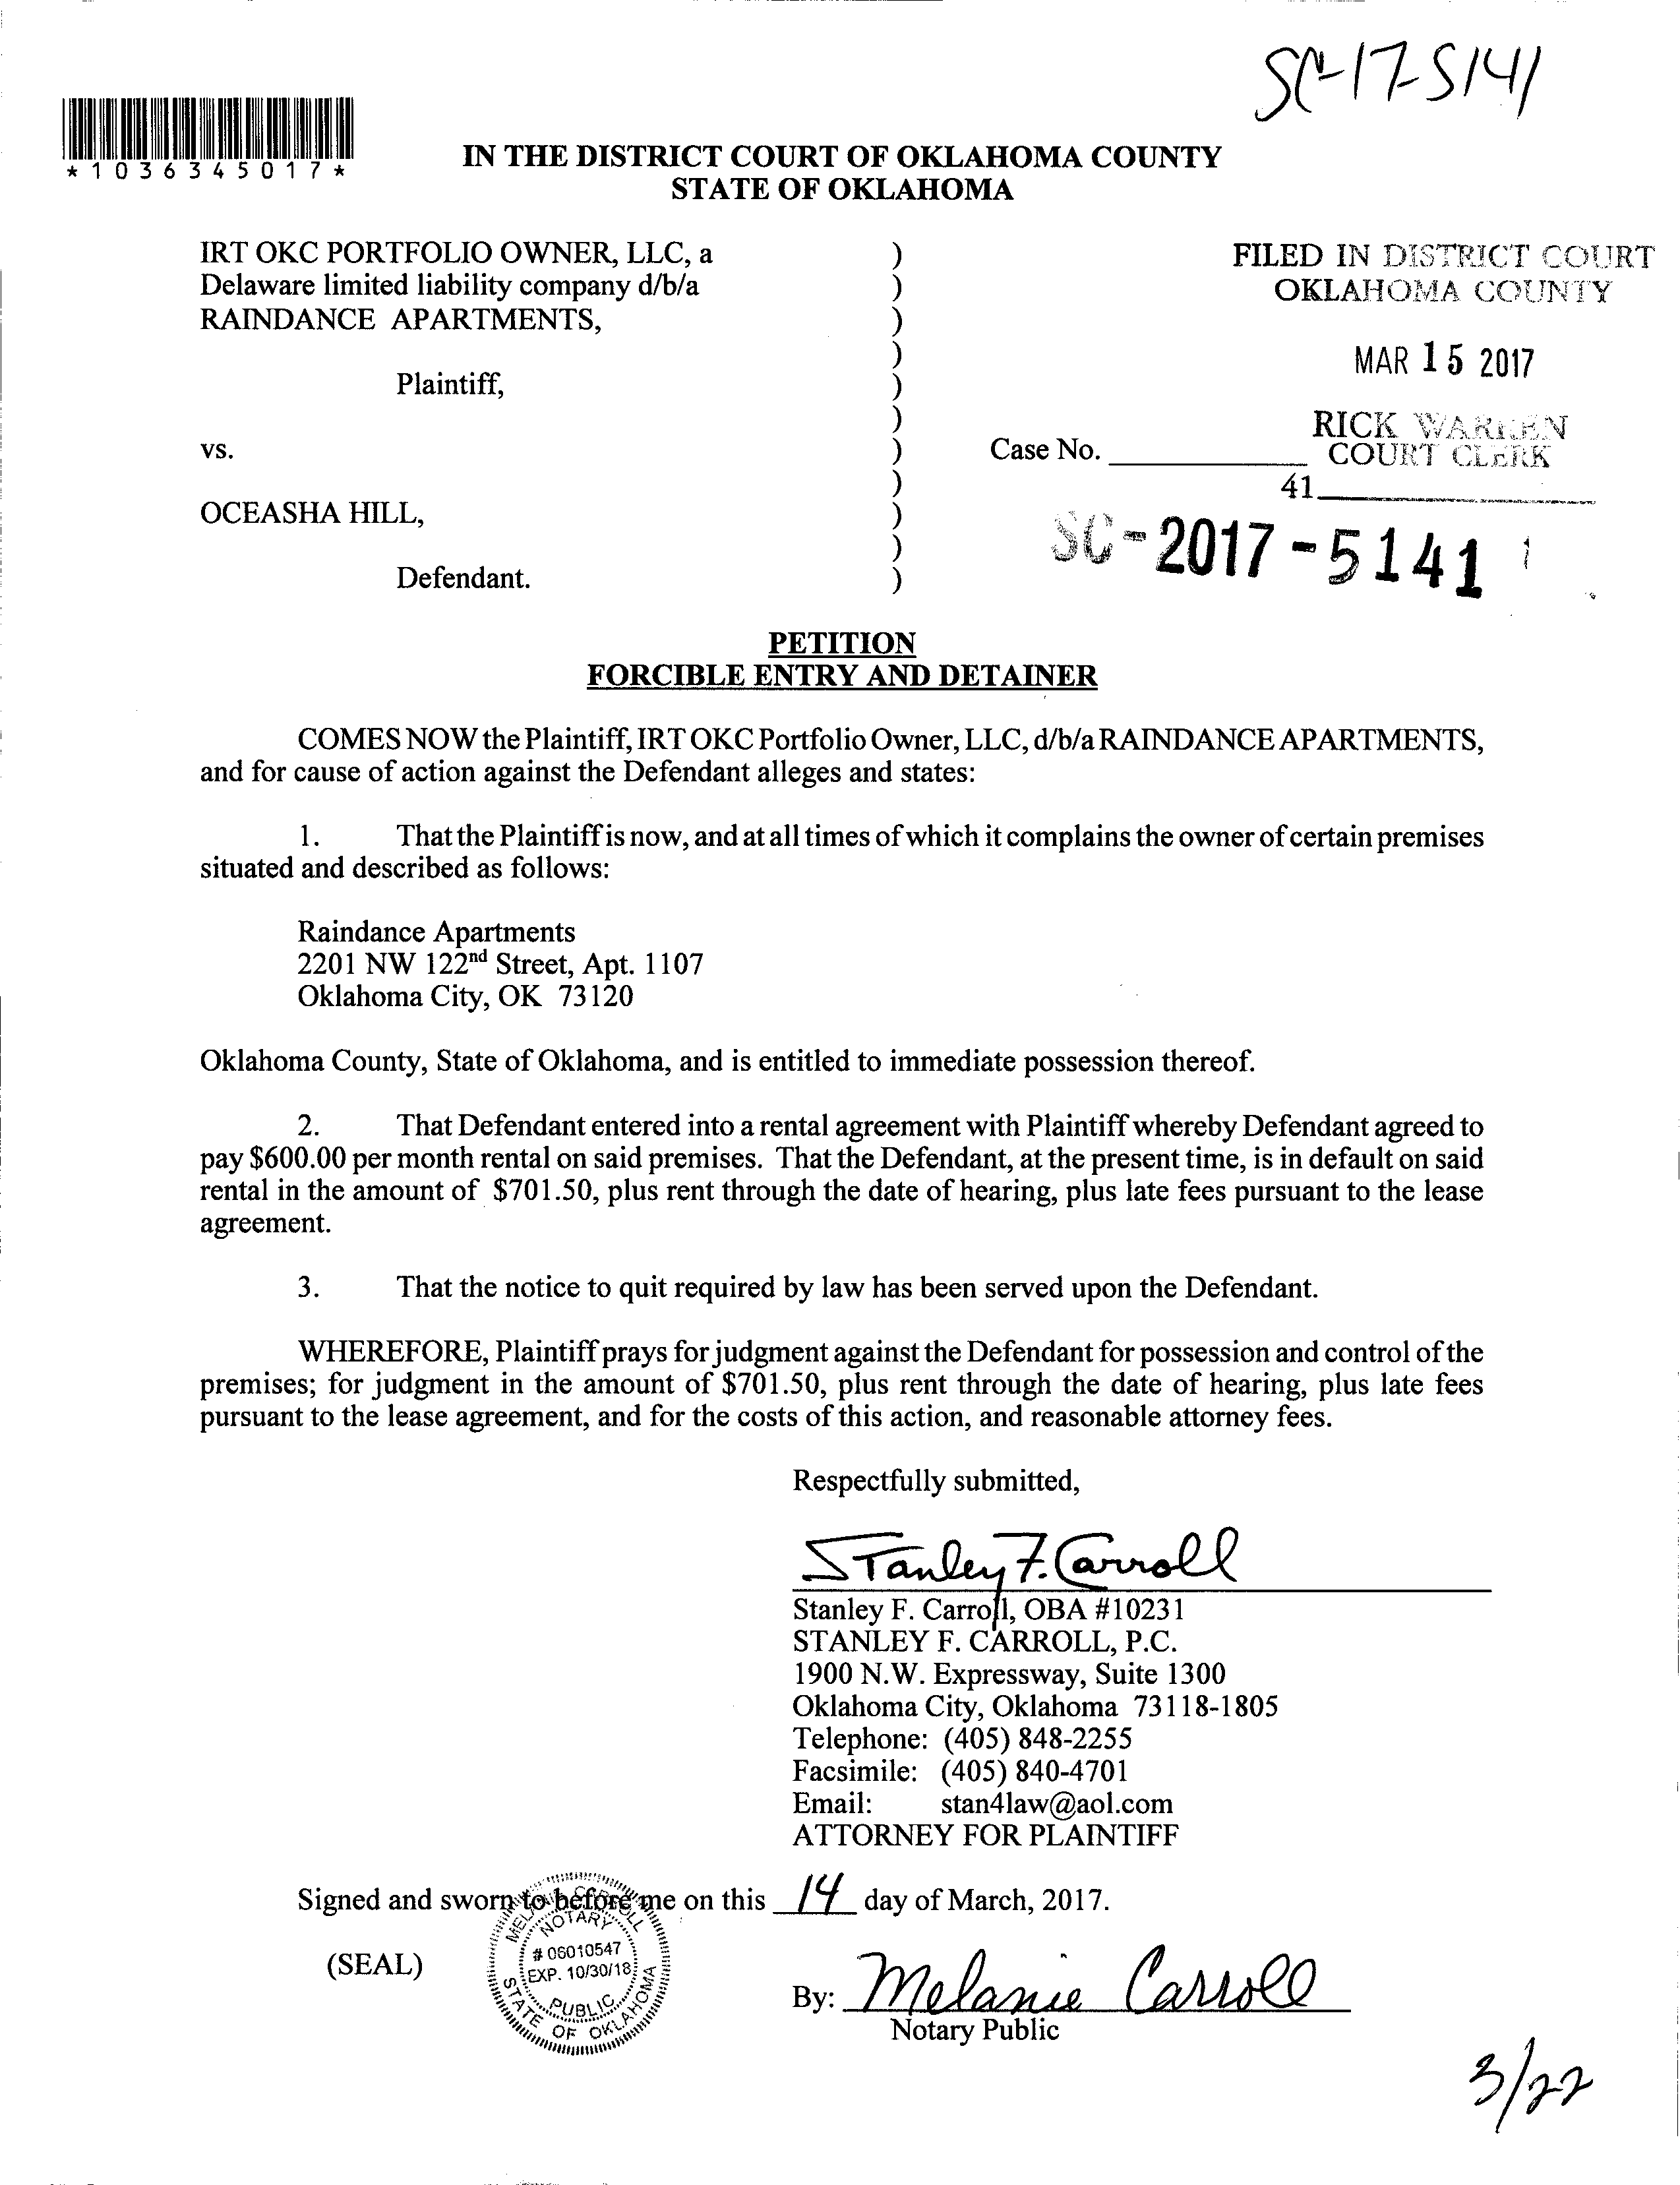 SC-17-5141
*1036345017*
IN THE DISTRICT COURT OF OKLAHOMA COUNTY
STATE OF OKLAHOMA
IRT OKC PORTFOLIO OWNER, LLC, a )
Delaware limited liability company d/b/a )
RAINDANCE APARTMENTS, )
)
Plaintiff, )
)
vs. )
)
OCEASHA HILL, )
)
Defendant. )
FILED IN DISTRICT COURT
OKLAHOMA COUNTY
MAR 15 2017
RICK WARREN
COURT CLERK
Case No.
41
SC-2017-5141
PETITION
FORCIBLE ENTRY AND DETAINER
COMES NOW the Plaintiff, IRT OKC Portfolio Owner, LLC, d/b/a RAINDANCE APARTMENTS,
and for cause of action against the Defendant alleges and states:
1. That the Plaintiff is now, and at all times of which it complains the owner of certain premises
situated and described as follows:
Raindance Apartments
2201 NW 122nd Street, Apt. 1107
Oklahoma City, OK 73120
Oklahoma County, State of Oklahoma, and is entitled to immediate possession thereof.
2. That Defendant entered into a rental agreement with Plaintiff whereby Defendant agreed to
pay $600.00 per month rental on said premises. That the Defendant, at the present time, is in default on said
rental in the amount of $701.50, plus rent through the date of hearing, plus late fees pursuant to the lease
agreement.
3. That the notice to quit required by law has been served upon the Defendant.
WHEREFORE, Plaintiff prays for judgment against the Defendant for possession and control of the
premises; for judgment in the amount of $701.50, plus rent through the date of hearing, plus late fees
pursuant to the lease agreement, and for the costs of this action, and reasonable attorney fees.
Respectfully submitted,
Stanley F. Carroll
Stanley F. Carroll, OBA #10231
STANLEY F. CARROLL, P.C.
1900 N.W. Expressway, Suite 1300
Oklahoma City, Oklahoma 73118-1805
Telephone: (405) 848-2255
Facsimile: (405) 840-4701
Email: stan4law@aol.com
ATTORNEY FOR PLAINTIFF
Signed and sworn to before me on this 14 day of March, 2017.
(SEAL)
MELANIE CARROLL
NOTARY
# 06010547
EXP. 10/30/18
PUBLIC
STATE OF OKLAHOMA
By: Melanie Carroll
Notary Public
3/22